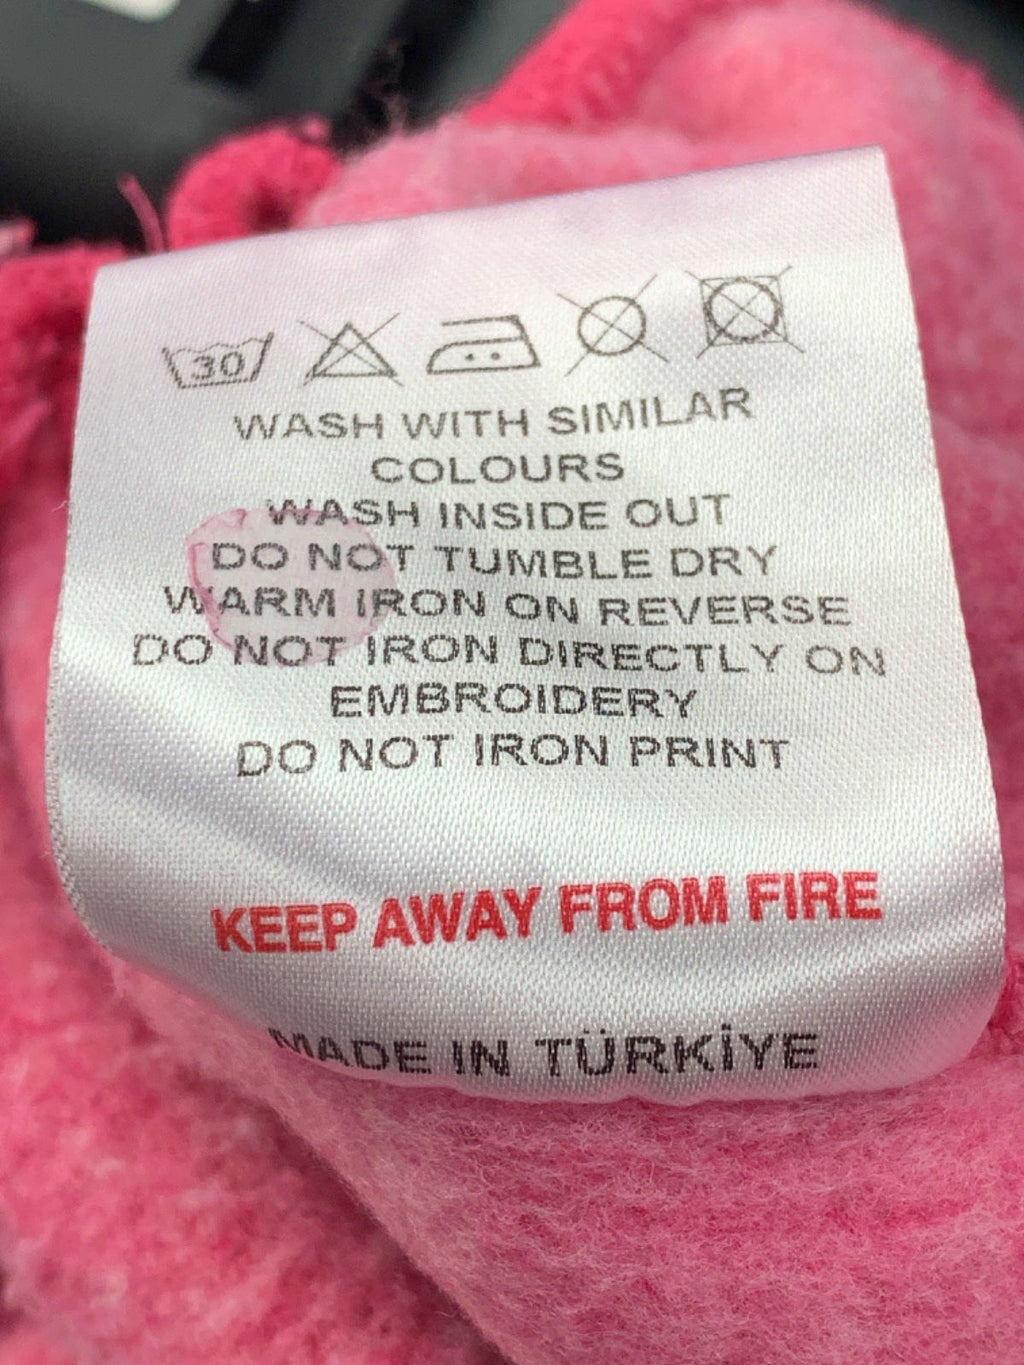 30
WASH WITH SIMILAR
COLOURS
WASH INSIDE OUT
DO NOT TUMBLE DRY
WARM IRON ON REVERSE
DO NOT IRON DIRECTLY ON
EMBROIDERY
DO NOT IRON PRINT
KEEP AWAY FROM FIRE
MADE IN TÜRKİYE